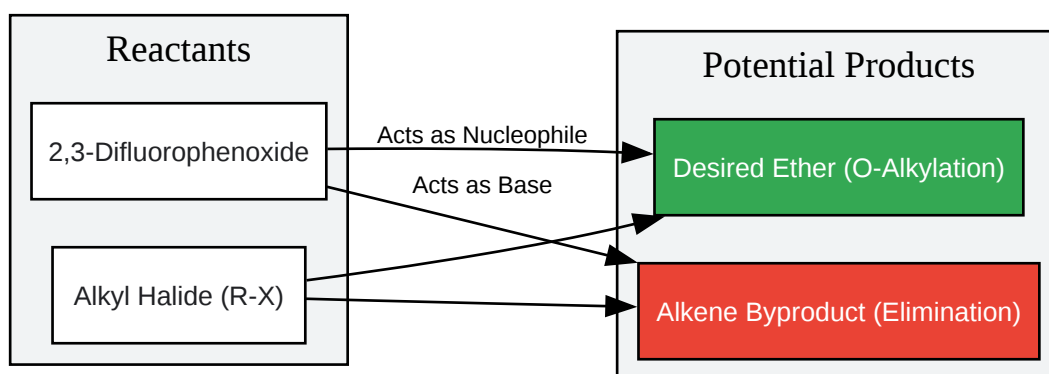 Reactants
2,3-Difluorophenoxide
Alkyl Halide (R-X)
Acts as Nucleophile
Acts as Base
Potential Products
Desired Ether (O-Alkylation)
Alkene Byproduct (Elimination)